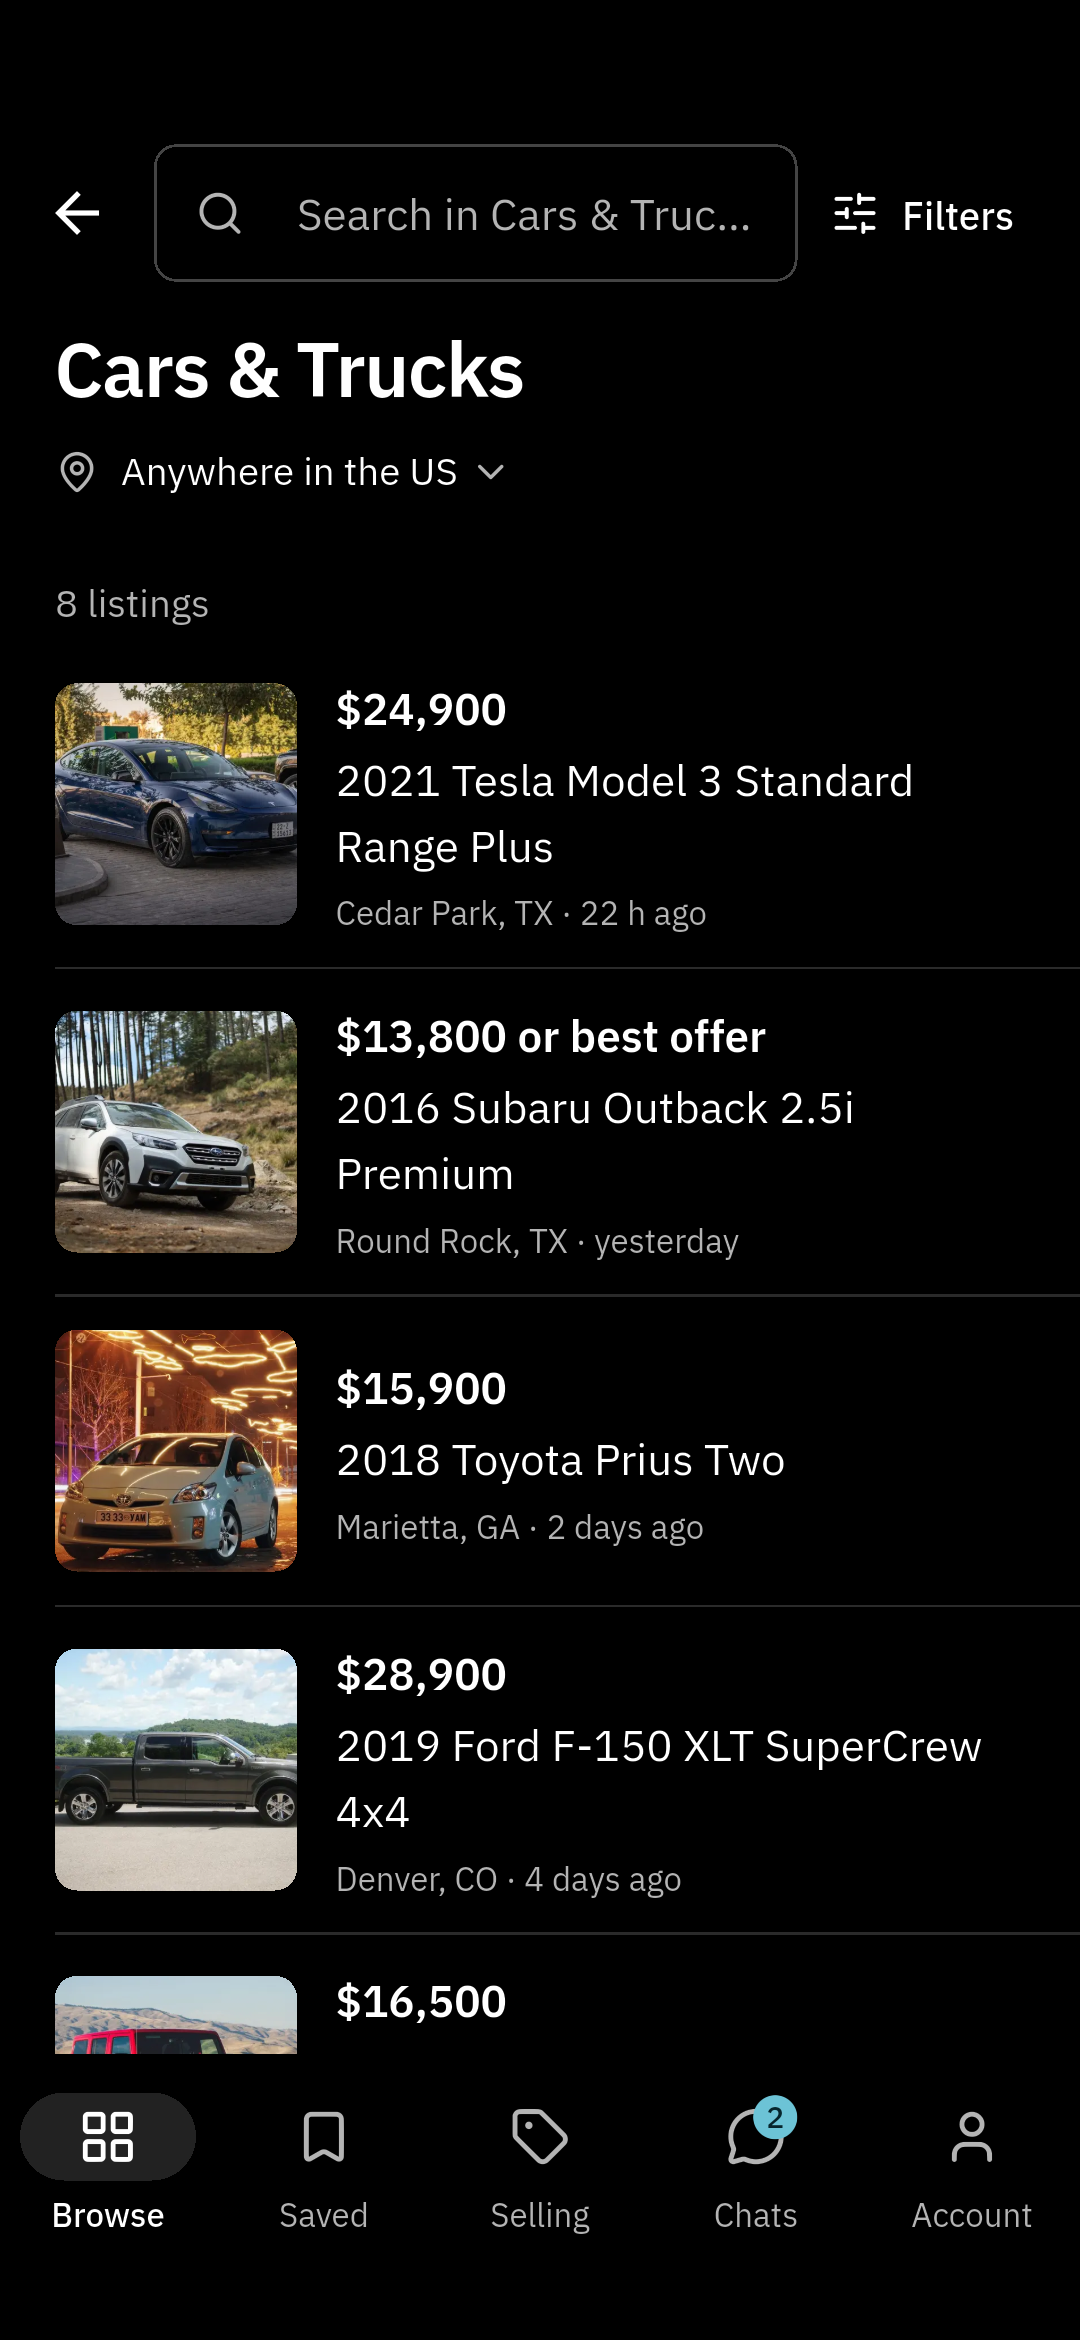 Search in Cars & Truc...
Filters
Cars & Trucks
Anywhere in the US
8 listings
$24,900
2021 Tesla Model 3 Standard
Range Plus
Cedar Park, TX · 22 h ago
$13,800 or best offer
2016 Subaru Outback 2.5i
Premium
Round Rock, TX · yesterday
33 33 YAM
$15,900
2018 Toyota Prius Two
Marietta, GA · 2 days ago
$28,900
2019 Ford F-150 XLT SuperCrew
4x4
Denver, CO · 4 days ago
$16,500
2
Browse
Saved
Selling
Chats
Account